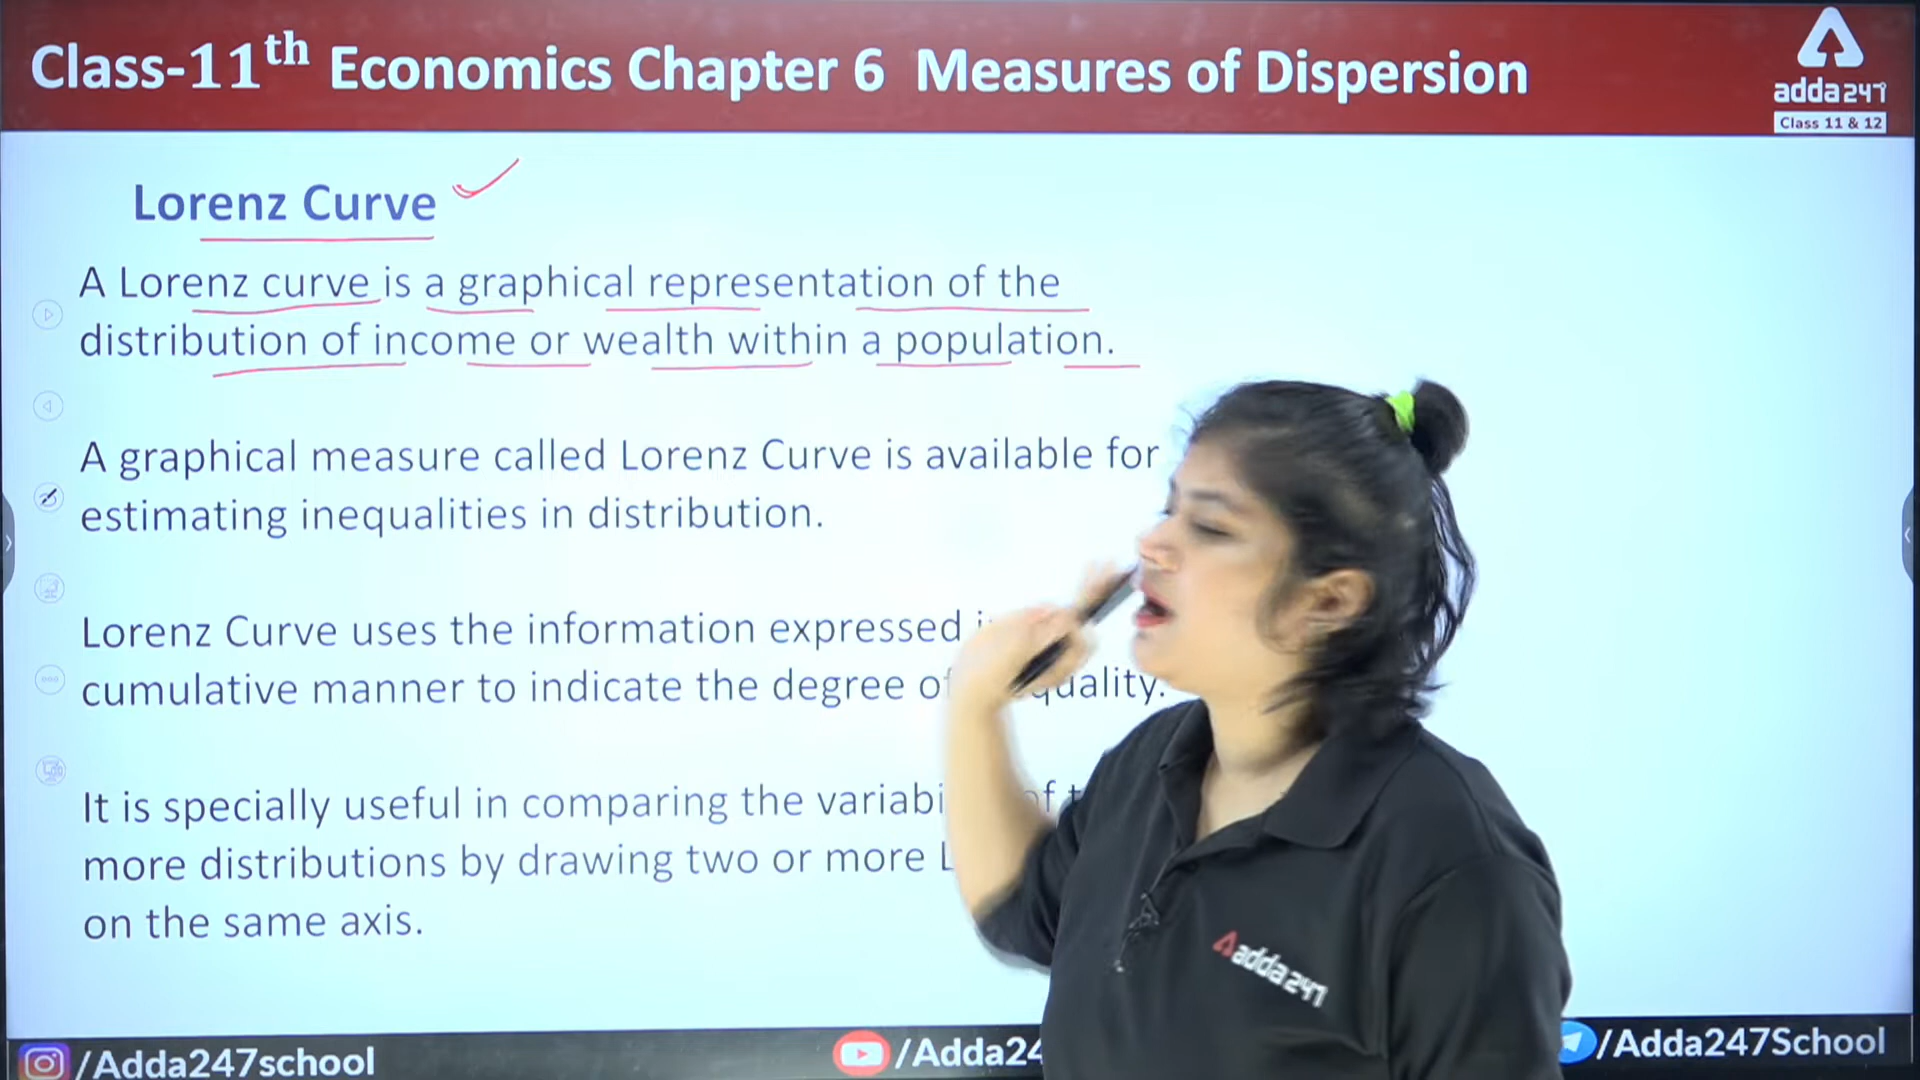 Class-11th Economics Chapter 6 Measures of Dispersion
adda247
Class 11 & 12
Lorenz Curve
A Lorenz curve is a graphical representation of the
distribution of income or wealth within a population.
A graphical measure called Lorenz Curve is available for
estimating inequalities in distribution.
Lorenz Curve uses the information expressed
cumulative manner to indicate the degree
It is specially useful in comparing the
more distributions by drawing two or more
on the same axis.
adda247
/Adda247school
/Adda24
/Adda247School